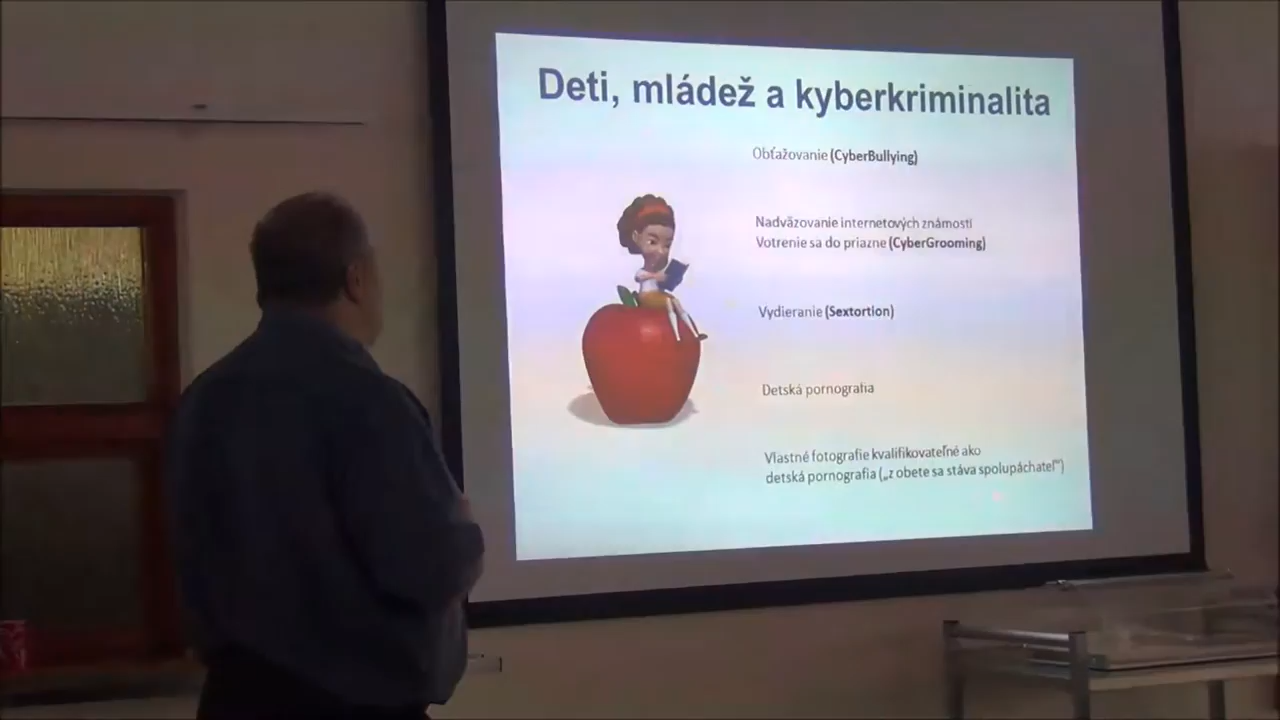 Deti, mládež a kyberkriminalita
Obťažovanie (CyberBullying)
Nadväzovanie internetových známostí
Votrenie sa do priazne (CyberGrooming)
Vydieranie (Sextortion)
Detská pornografia
Vlastné fotografie kvalifikovateľné ako
detská pornografia („z obete sa stáva spolupáchateľ“)